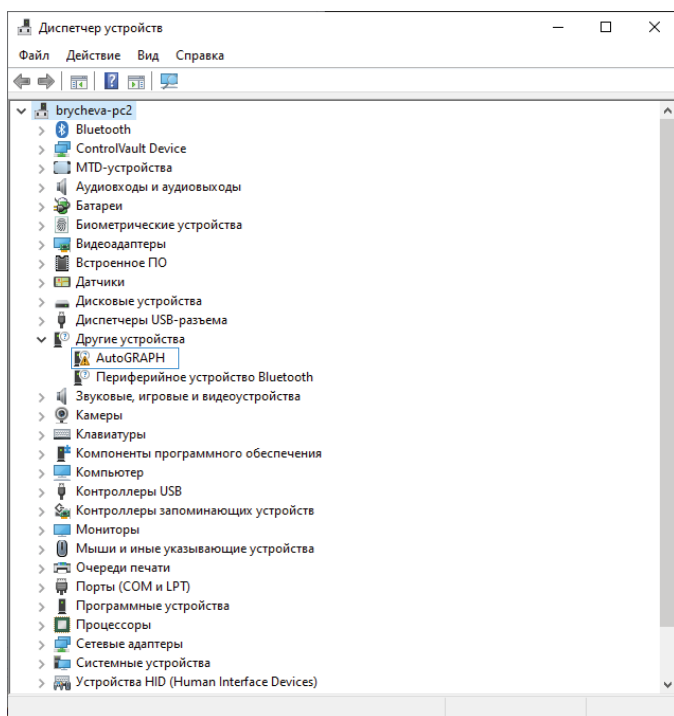 Диспетчер устройств
Файл Действие Вид Справка
brycheva-pc2
Bluetooth
ControlVault Device
MTD-устройства
Аудиовходы и аудиовыходы
Батареи
Биометрические устройства
Видеоадаптеры
Встроенное ПО
Датчики
Дисковые устройства
Диспетчеры USB-разъема
Другие устройства
AutoGRAPH
Периферийное устройство Bluetooth
Звуковые, игровые и видеоустройства
Камеры
Клавиатуры
Компоненты программного обеспечения
Компьютер
Контроллеры USB
Контроллеры запоминающих устройств
Мониторы
Мыши и иные указывающие устройства
Очереди печати
Порты (COM и LPT)
Программные устройства
Процессоры
Сетевые адаптеры
Системные устройства
Устройства HID (Human Interface Devices)